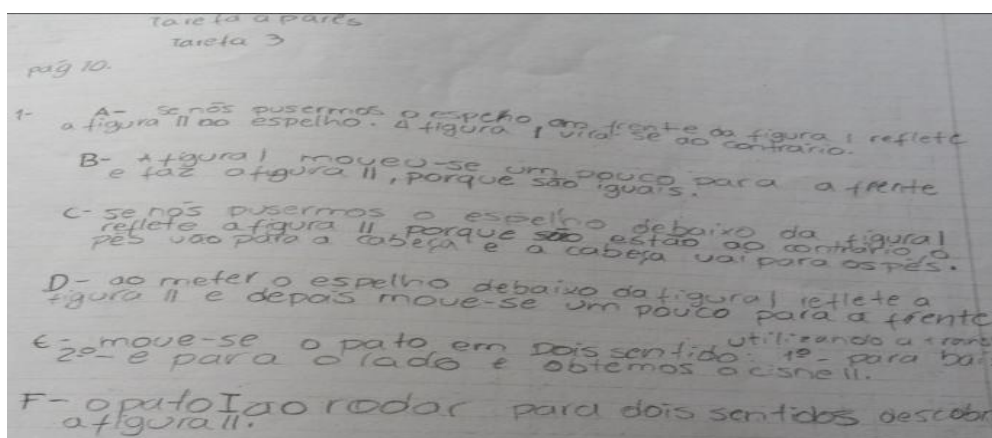 Tarefa a pares
Tarefa 3
pág 10.
1- A- se nós pusermos o espelho em frente da figura I reflete
a figura II no espelho. A figura I vira-se ao contrário.
B- A figura I moveu-se um pouco para a frente
e faz a figura II, porque são iguais.
C- se nós pusermos o espelho debaixo da figura I
reflete a figura II porque estão ao contrário, o
pés vão para a cabeça e a cabeça vai para os pés.
D- ao meter o espelho debaixo da figura I reflete a
figura II e depois move-se um pouco para a frente
E- move-se o pato em dois sentido: 1º- para bai
utilizando a tran
2º- e para o lado e obtemos o cisne II.
F- o pato I ao rodar para dois sentidos descobr
a figura II.